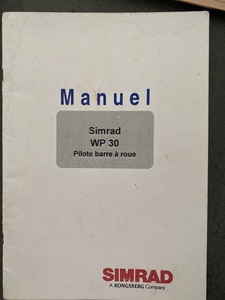 Manuel
Simrad
WP 30
Pilote barre à roue
SIMRAD
A KONGSBERG Company